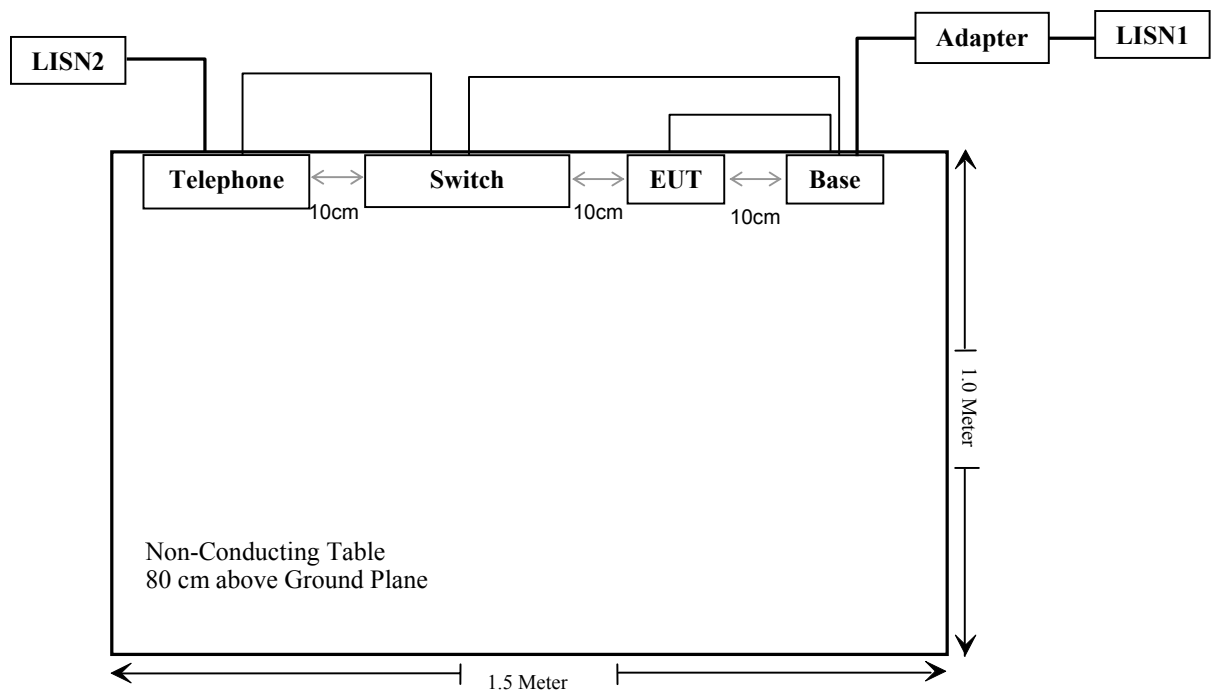 Adapter
LISN1
LISN2
Telephone
Switch
EUT
Base
10cm
10cm
10cm
1.0 Meter
Non-Conducting Table
80 cm above Ground Plane
1.5 Meter